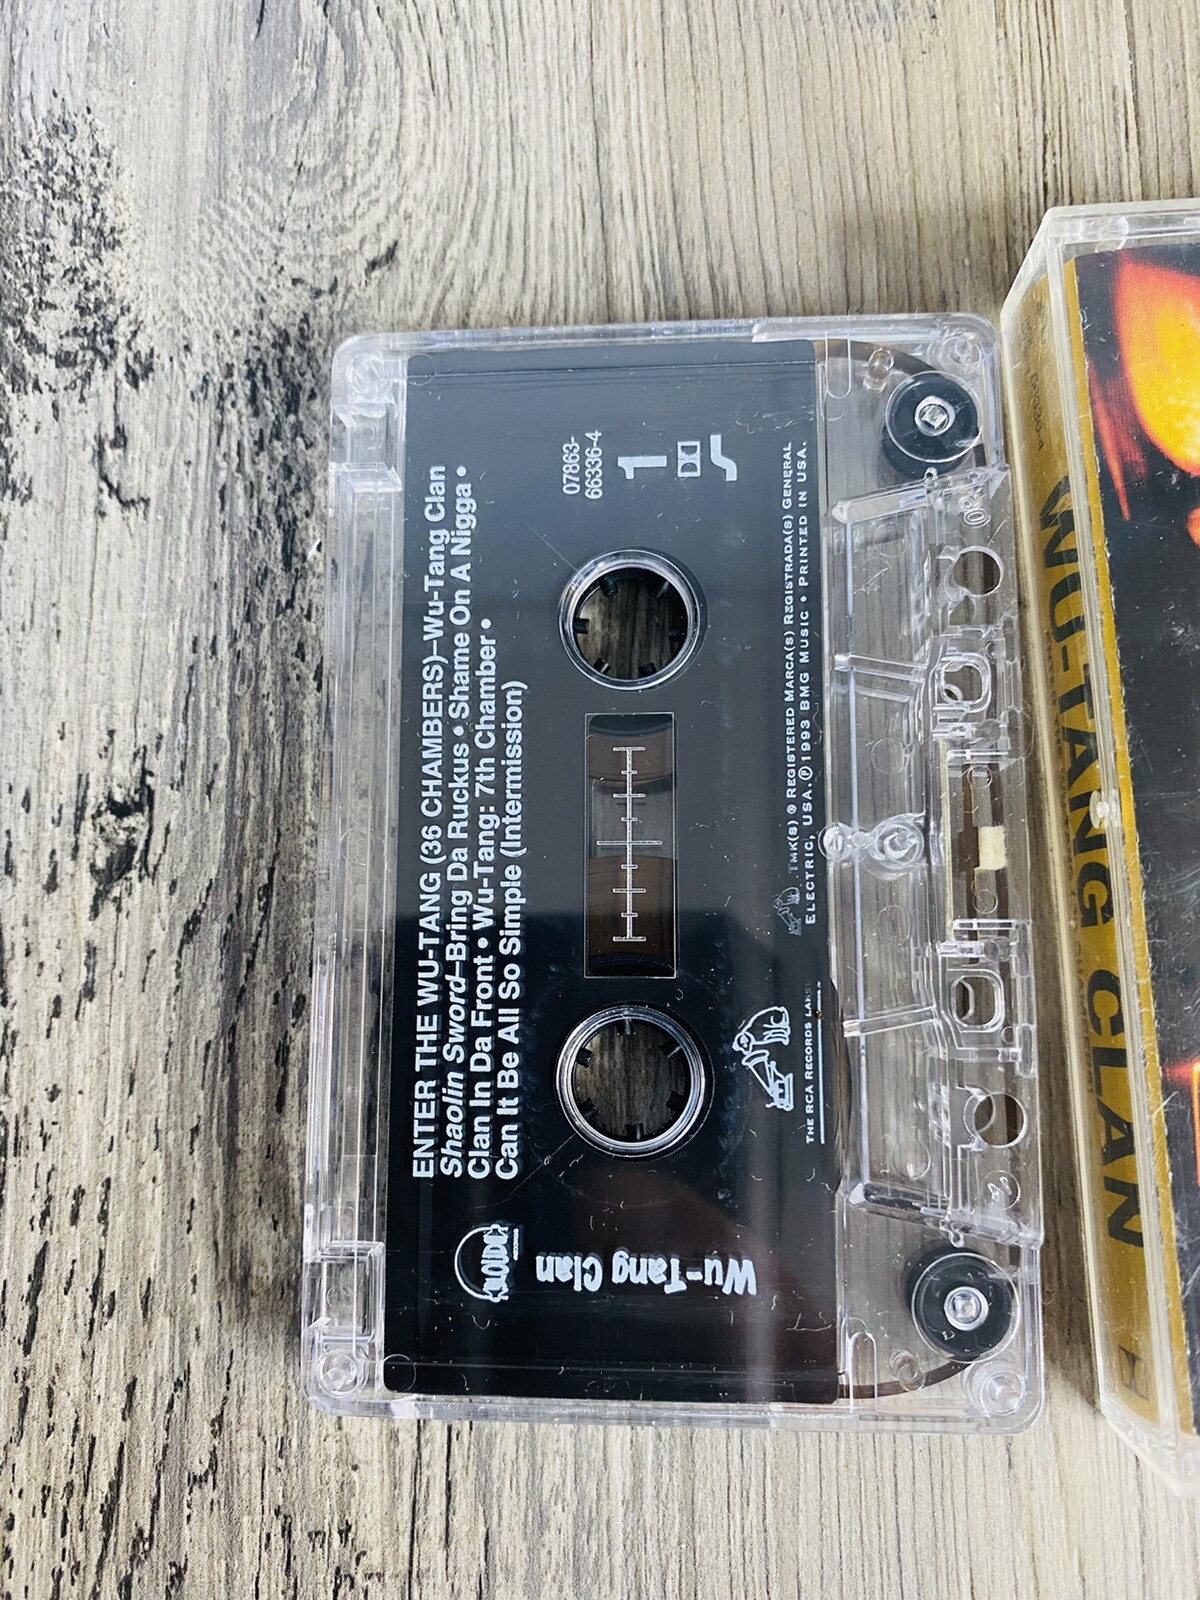 ENTER THE WU-TANG (36 CHAMBERS)–Wu-Tang Clan
Shaolin Sword–Bring Da Ruckus • Shame On A Nigga •
Clan In Da Front • Wu-Tang: 7th Chamber •
Can It Be All So Simple (Intermission)
07863-
66336-4
1
LOUD
Wu-Tang Clan
THE RCA RECORDS LAB
TMK(S) ® REGISTERED MARCA(S) REGISTRADA(S) GENERAL
ELECTRIC, USA. ℗ 1993 BMG MUSIC • PRINTED IN USA.
WU-TANG CLAN